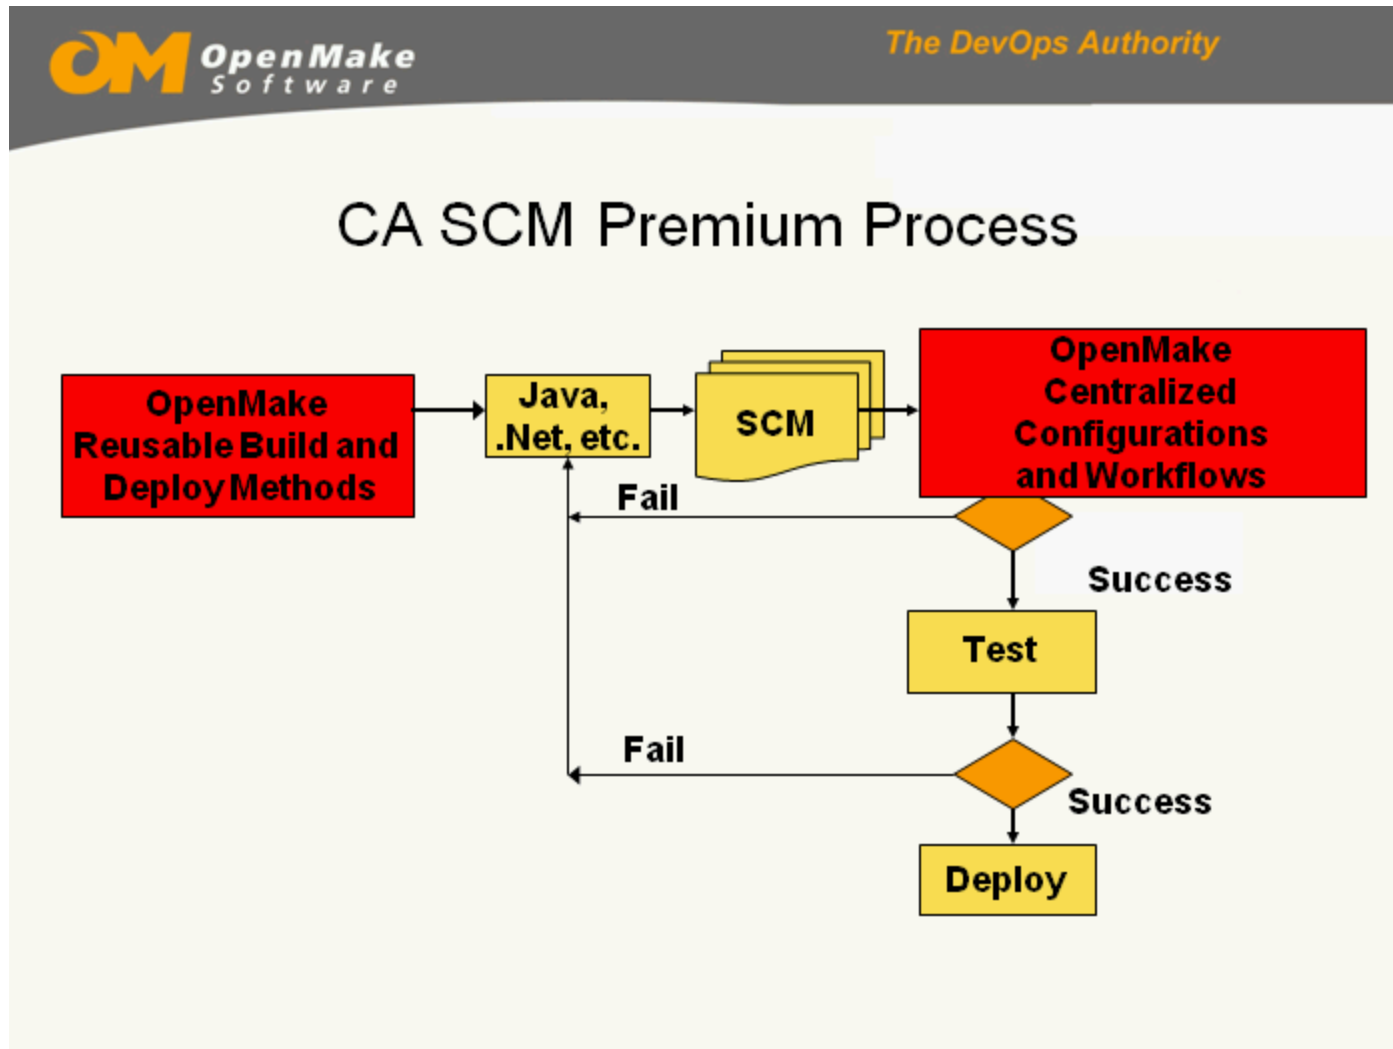 OM OpenMake
Software
The DevOps Authority
CA SCM Premium Process
OpenMake
Reusable Build and
Deploy Methods
Java,
.Net, etc.
SCM
OpenMake
Centralized
Configurations
and Workflows
Fail
Success
Test
Fail
Success
Deploy